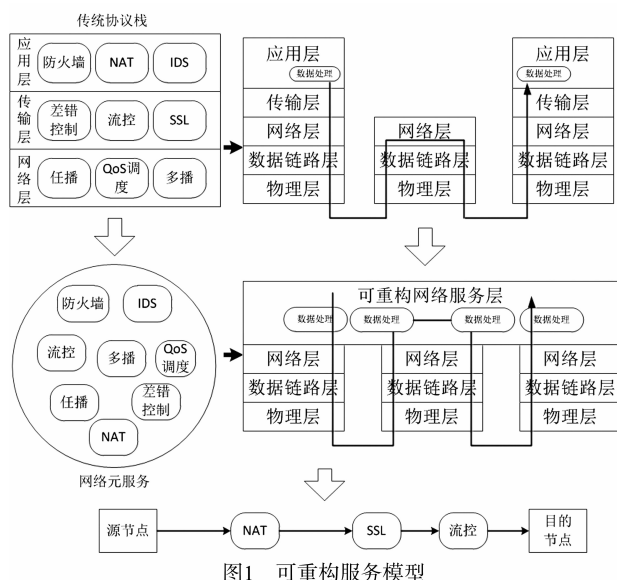 传统协议栈
应用层
防火墙
NAT
IDS
传输层
差错控制
流控
SSL
网络层
任播
QoS调度
多播
应用层
数据处理
传输层
网络层
数据链路层
物理层
网络层
数据链路层
物理层
应用层
数据处理
传输层
网络层
数据链路层
物理层
防火墙
IDS
流控
多播
QoS调度
任播
差错控制
NAT
网络元服务
可重构网络服务层
数据处理
数据处理
数据处理
数据处理
网络层
网络层
网络层
数据链路层
数据链路层
数据链路层
物理层
物理层
物理层
源节点
NAT
SSL
流控
目的节点
图1 可重构服务模型